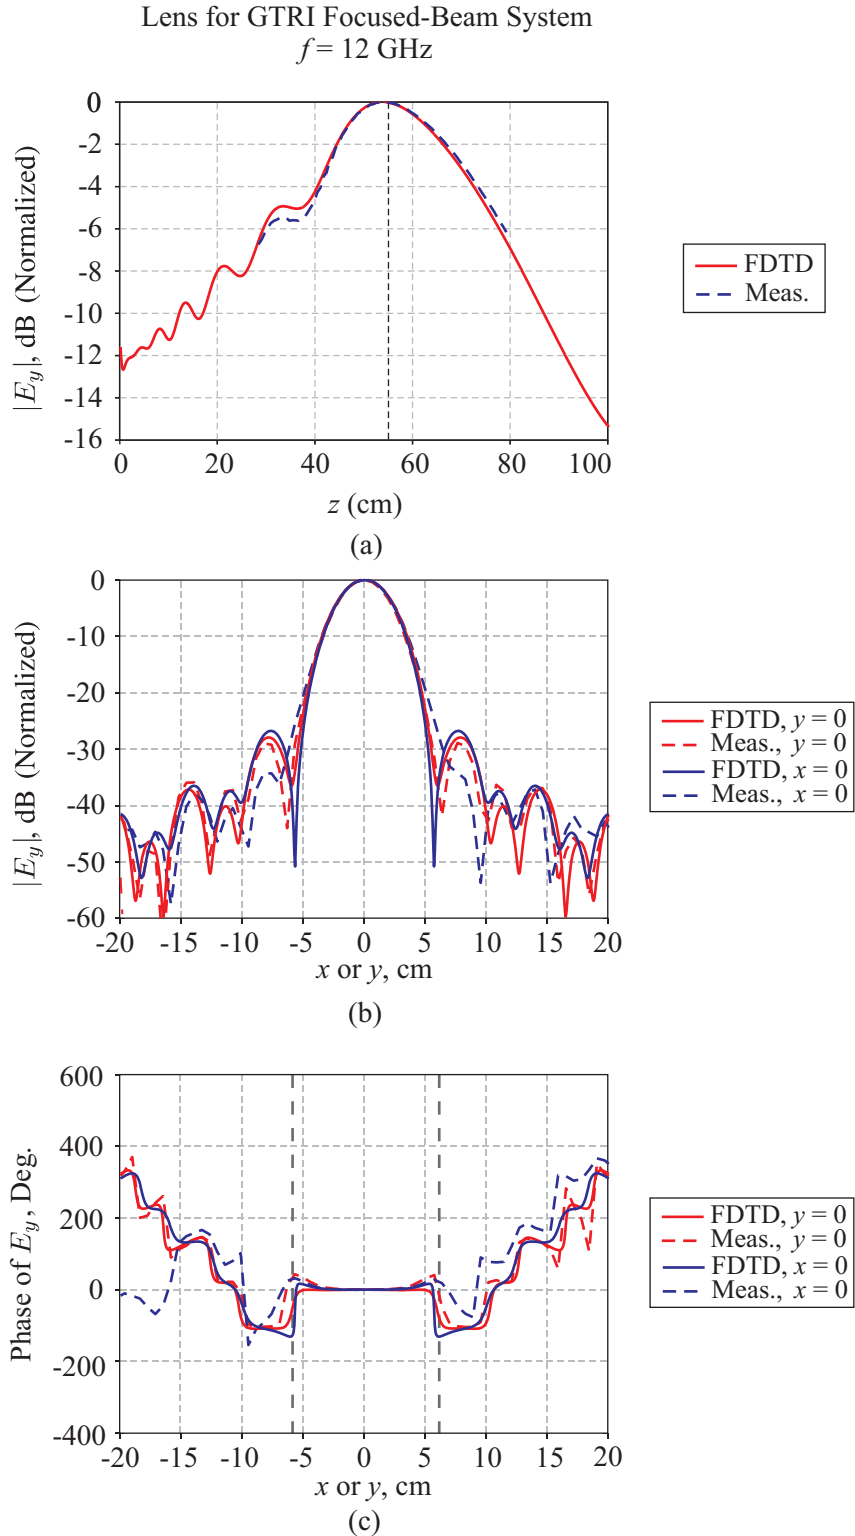 Lens for GTRI Focused-Beam System
f = 12 GHz
|E_y|, dB (Normalized)
0
-2
-4
-6
-8
-10
-12
-14
-16
0 20 40 60 80 100
z (cm)
(a)
FDTD
Meas.
|E_y|, dB (Normalized)
0
-10
-20
-30
-40
-50
-60
-20 -15 -10 -5 0 5 10 15 20
x or y, cm
(b)
FDTD, y = 0
Meas., y = 0
FDTD, x = 0
Meas., x = 0
Phase of E_y, Deg.
600
400
200
0
-200
-400
-20 -15 -10 -5 0 5 10 15 20
x or y, cm
(c)
FDTD, y = 0
Meas., y = 0
FDTD, x = 0
Meas., x = 0